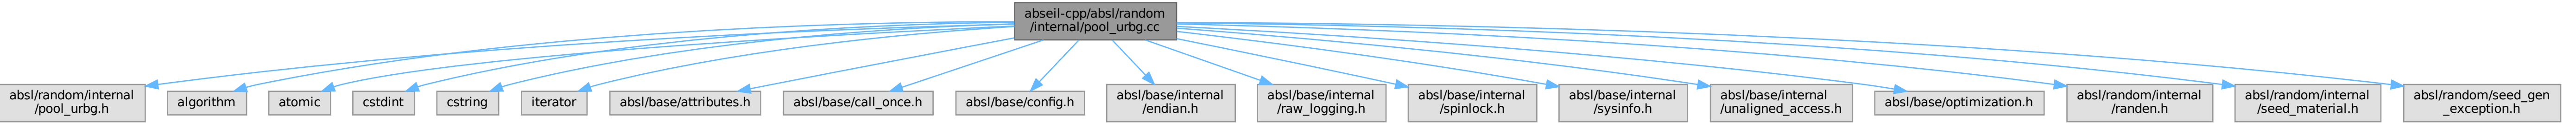 abseil-cpp/absl/random
/internal/pool_urbg.cc
absl/random/internal
/pool_urbg.h
algorithm
atomic
cstdint
cstring
iterator
absl/base/attributes.h
absl/base/call_once.h
absl/base/config.h
absl/base/internal
/endian.h
absl/base/internal
/raw_logging.h
absl/base/internal
/spinlock.h
absl/base/internal
/sysinfo.h
absl/base/internal
/unaligned_access.h
absl/base/optimization.h
absl/random/internal
/randen.h
absl/random/internal
/seed_material.h
absl/random/seed_gen
_exception.h